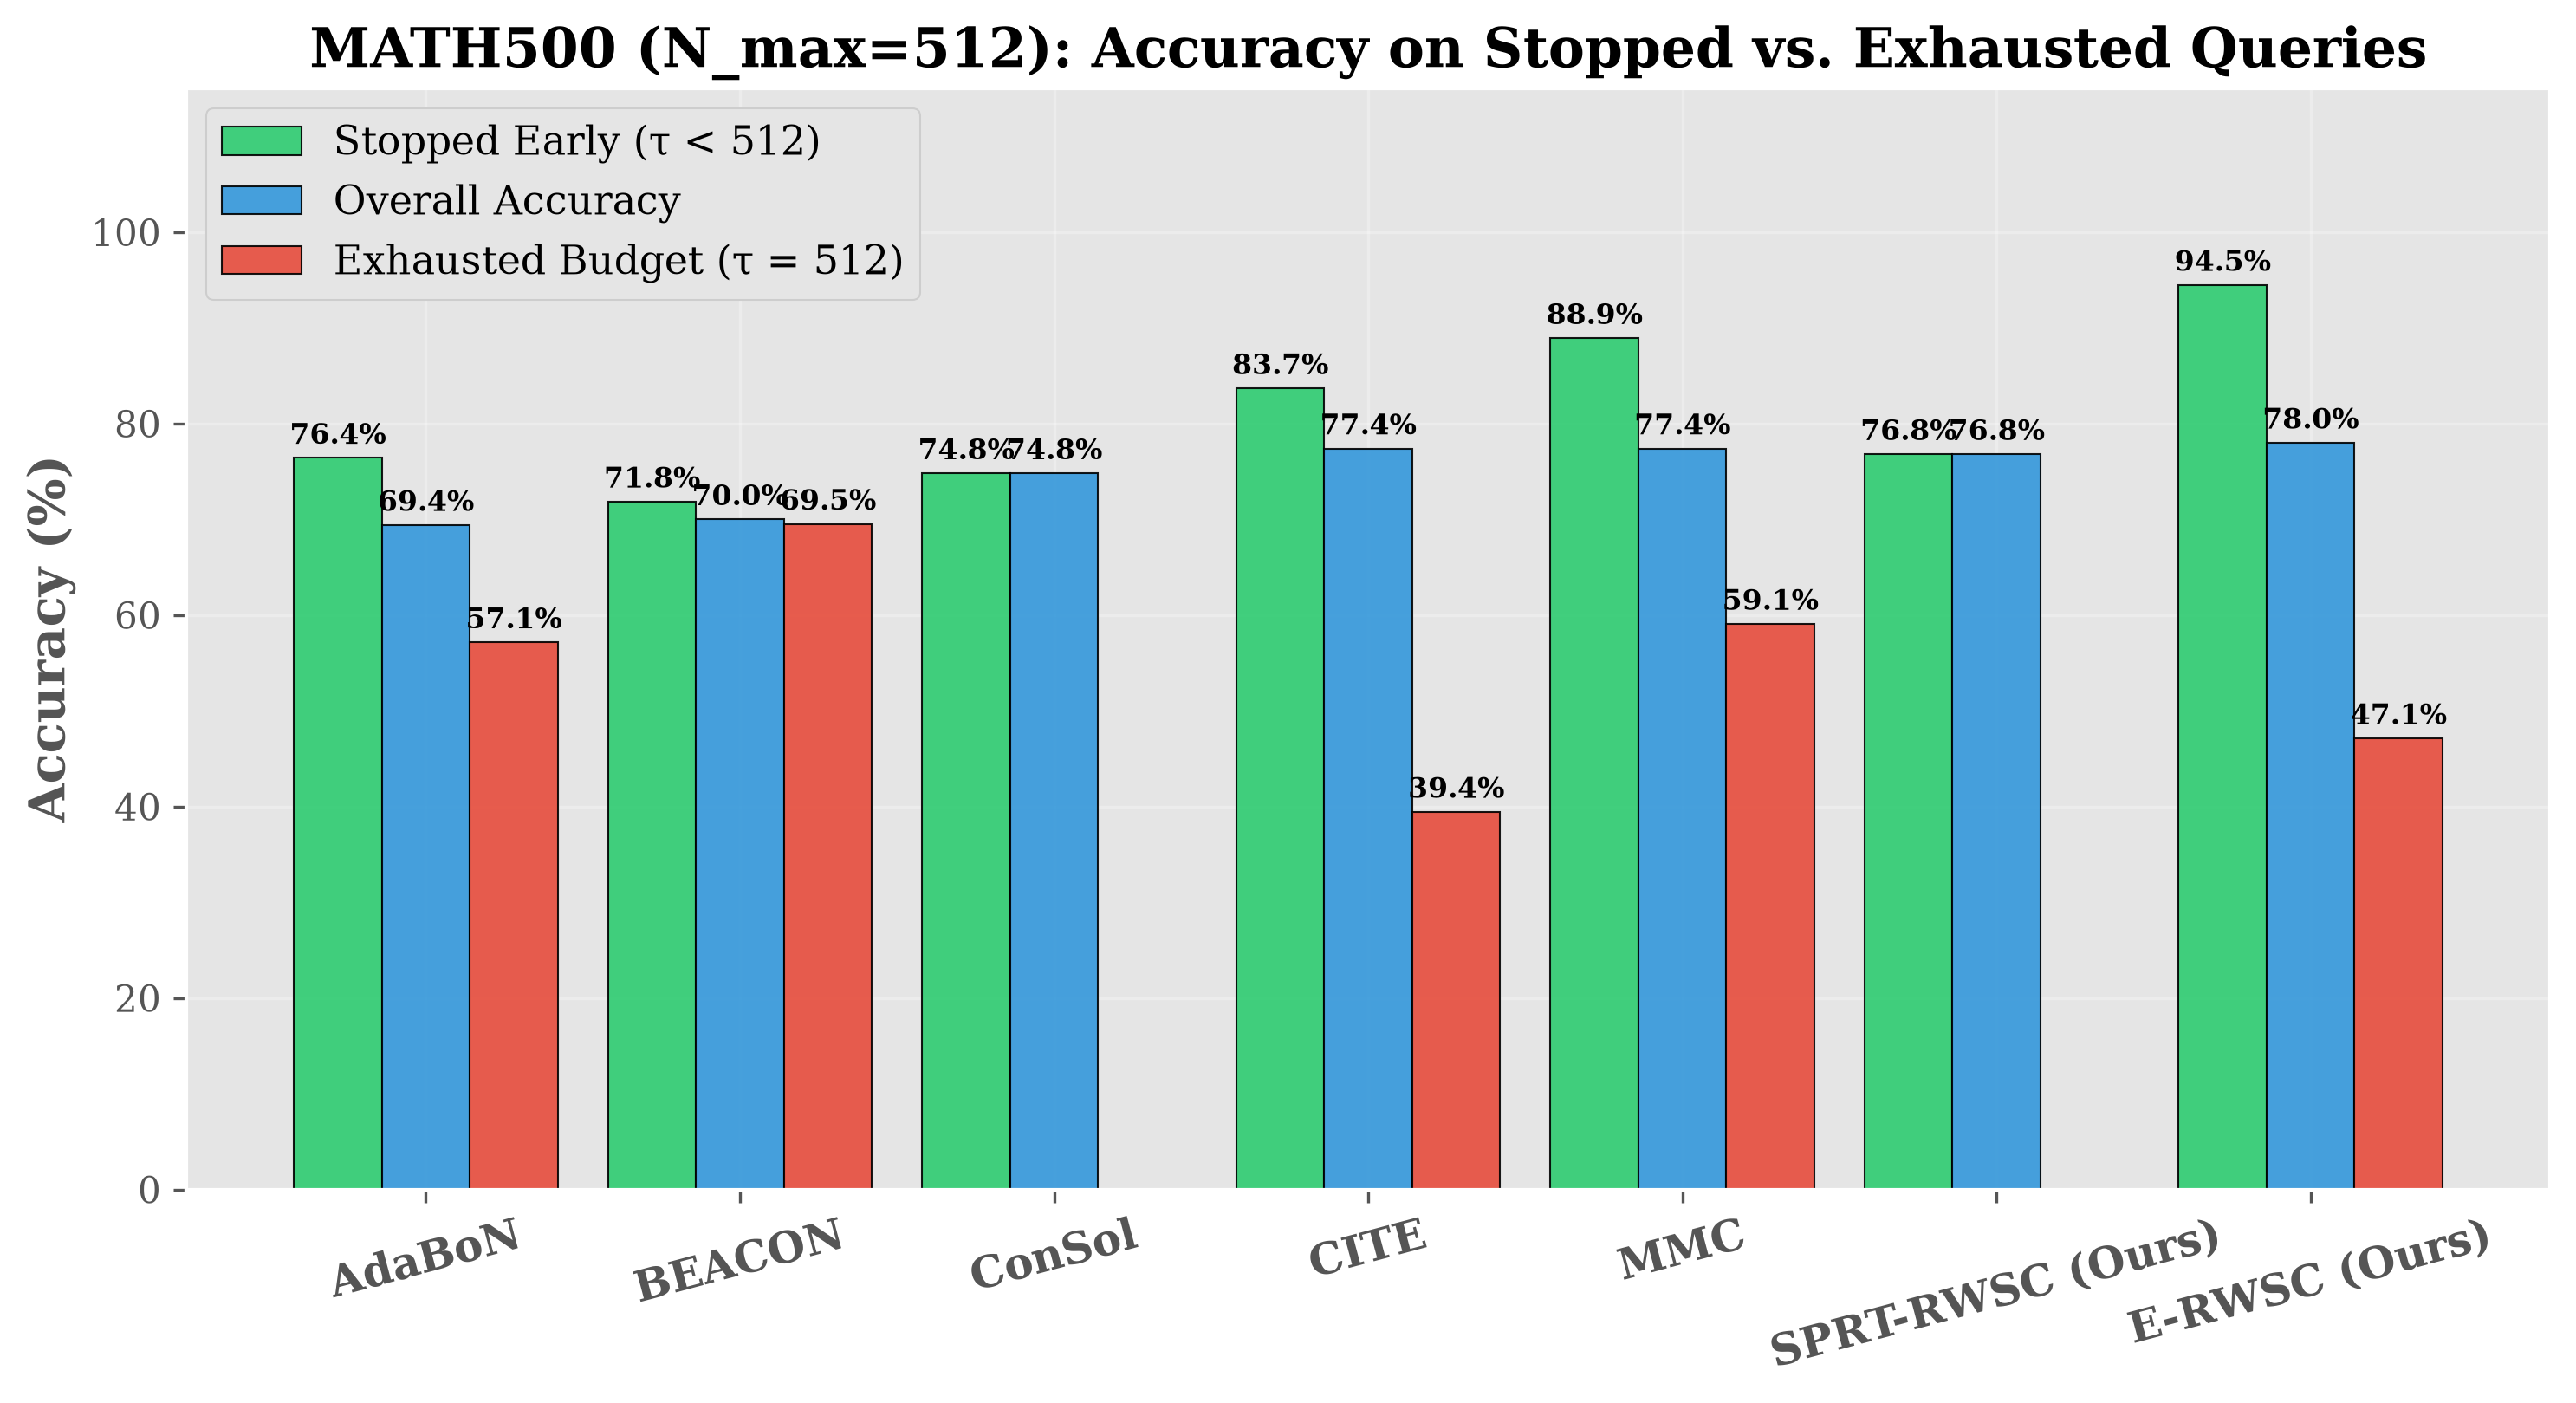 MATH500 (N_max=512): Accuracy on Stopped vs. Exhausted Queries
Stopped Early (τ < 512)
Overall Accuracy
Exhausted Budget (τ = 512)
Accuracy (%)
100
80
60
40
20
0
76.4% 69.4% 57.1%
71.8% 70.0% 69.5%
74.8% 74.8%
83.7% 77.4% 39.4%
88.9% 77.4% 59.1%
76.8% 76.8%
94.5% 78.0% 47.1%
AdaBoN
BEACON
ConSol
CITE
MMC
SPRT-RWSC (Ours)
E-RWSC (Ours)